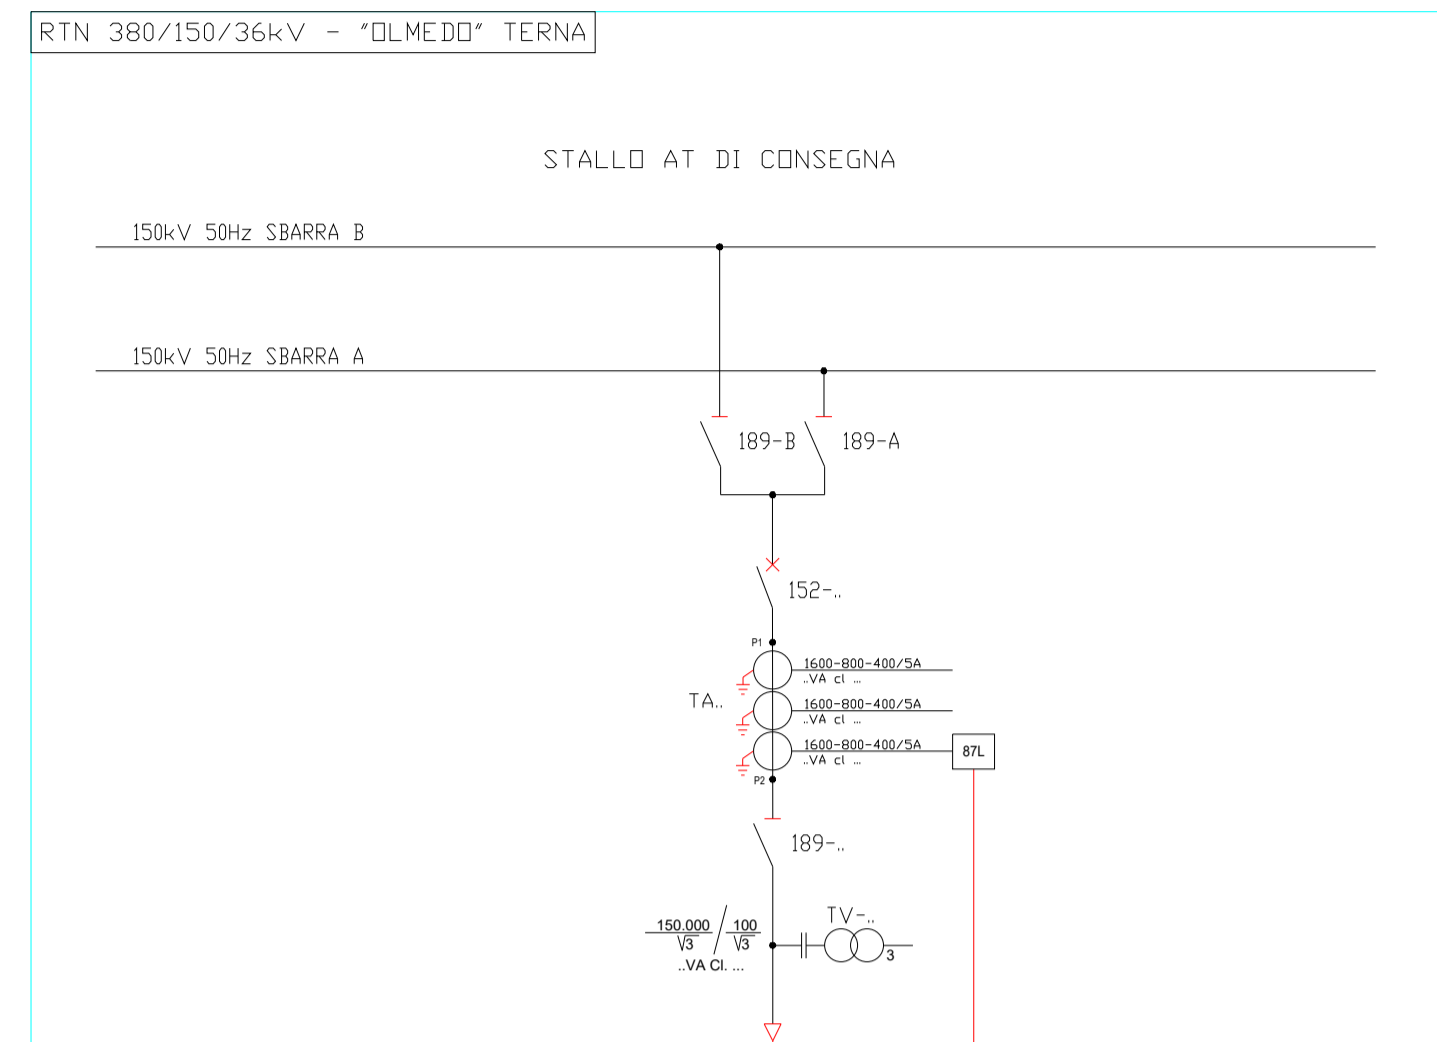 RTN 380/150/36kV - "OLMEDO" TERNA
STALLO AT DI CONSEGNA
150kV 50Hz SBARRA B
150kV 50Hz SBARRA A
189-B
189-A
152-..
P1
1600-800-400/5A
..VA cl ...
TA..
1600-800-400/5A
..VA cl ...
1600-800-400/5A
..VA cl ...
87L
P2
189-..
TV-..
150.000/√3 / 100/√3
3
..VA Cl. ...